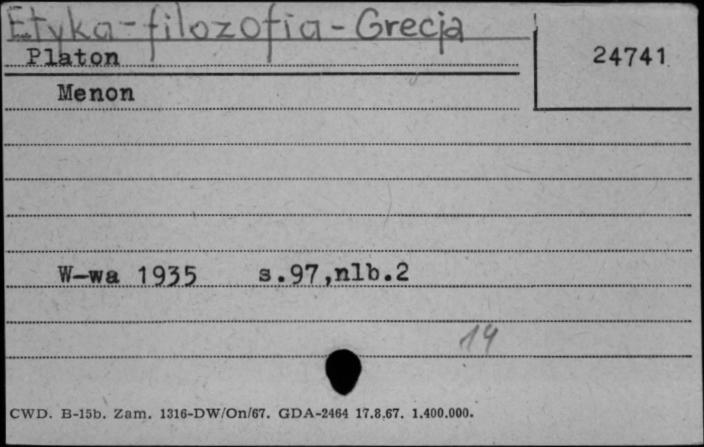 Etyka-filozofia-Grecja
Platon
24741
Menon
W-wa 1935 s.97,nlb.2
14
CWD. B-15b. Zam. 1316-DW/On/67. GDA-2464 17.8.67. 1.400.000.